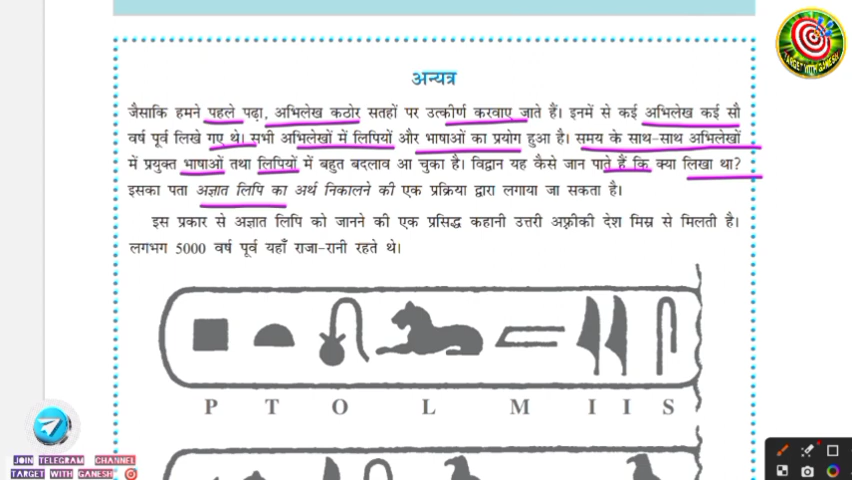 अन्यत्र
जैसाकि हमने पहले पढ़ा, अभिलेख कठोर सतहों पर उत्कीर्ण करवाए जाते हैं। इनमें से कई अभिलेख कई सौ
वर्ष पूर्व लिखे गए थे। सभी अभिलेखों में लिपियों और भाषाओं का प्रयोग हुआ है। समय के साथ-साथ अभिलेखों
में प्रयुक्त भाषाओं तथा लिपियों में बहुत बदलाव आ चुका है। विद्वान यह कैसे जान पाते हैं कि क्या लिखा था?
इसका पता अज्ञात लिपि का अर्थ निकालने की एक प्रक्रिया द्वारा लगाया जा सकता है।
इस प्रकार से अज्ञात लिपि को जानने की एक प्रसिद्ध कहानी उत्तरी अफ़्रीकी देश मिस्र से मिलती है।
लगभग 5000 वर्ष पूर्व यहाँ राजा-रानी रहते थे।
P T O L M I I S
JOIN TELEGRAM CHANNEL
TARGET WITH GANESH
TARGET WITH GANESH